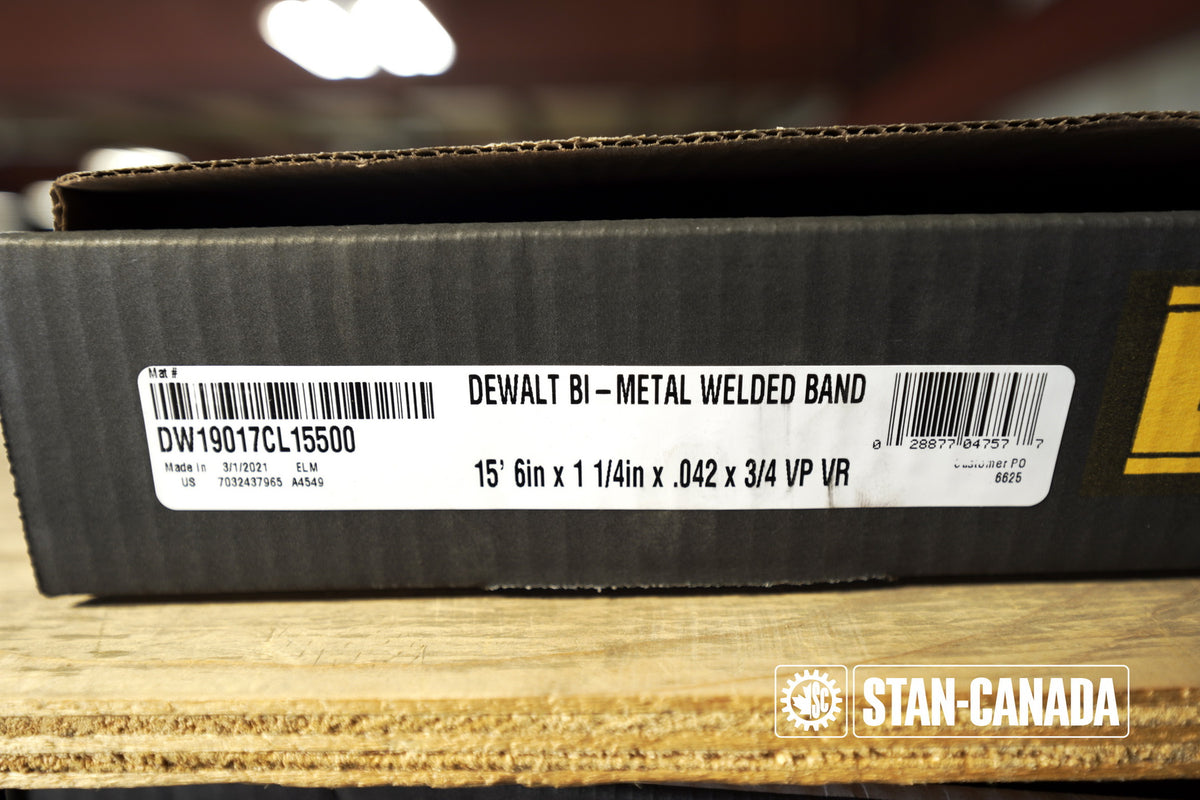 Mat #
DW19017CL15500
Made in 3/1/2021 ELM
US 7032437965 A4549
DEWALT BI-METAL WELDED BAND
15' 6in x 1 1/4in x .042 x 3/4 VP VR
0 28877 04757 7
Customer PO
6625
SC
STAN-CANADA